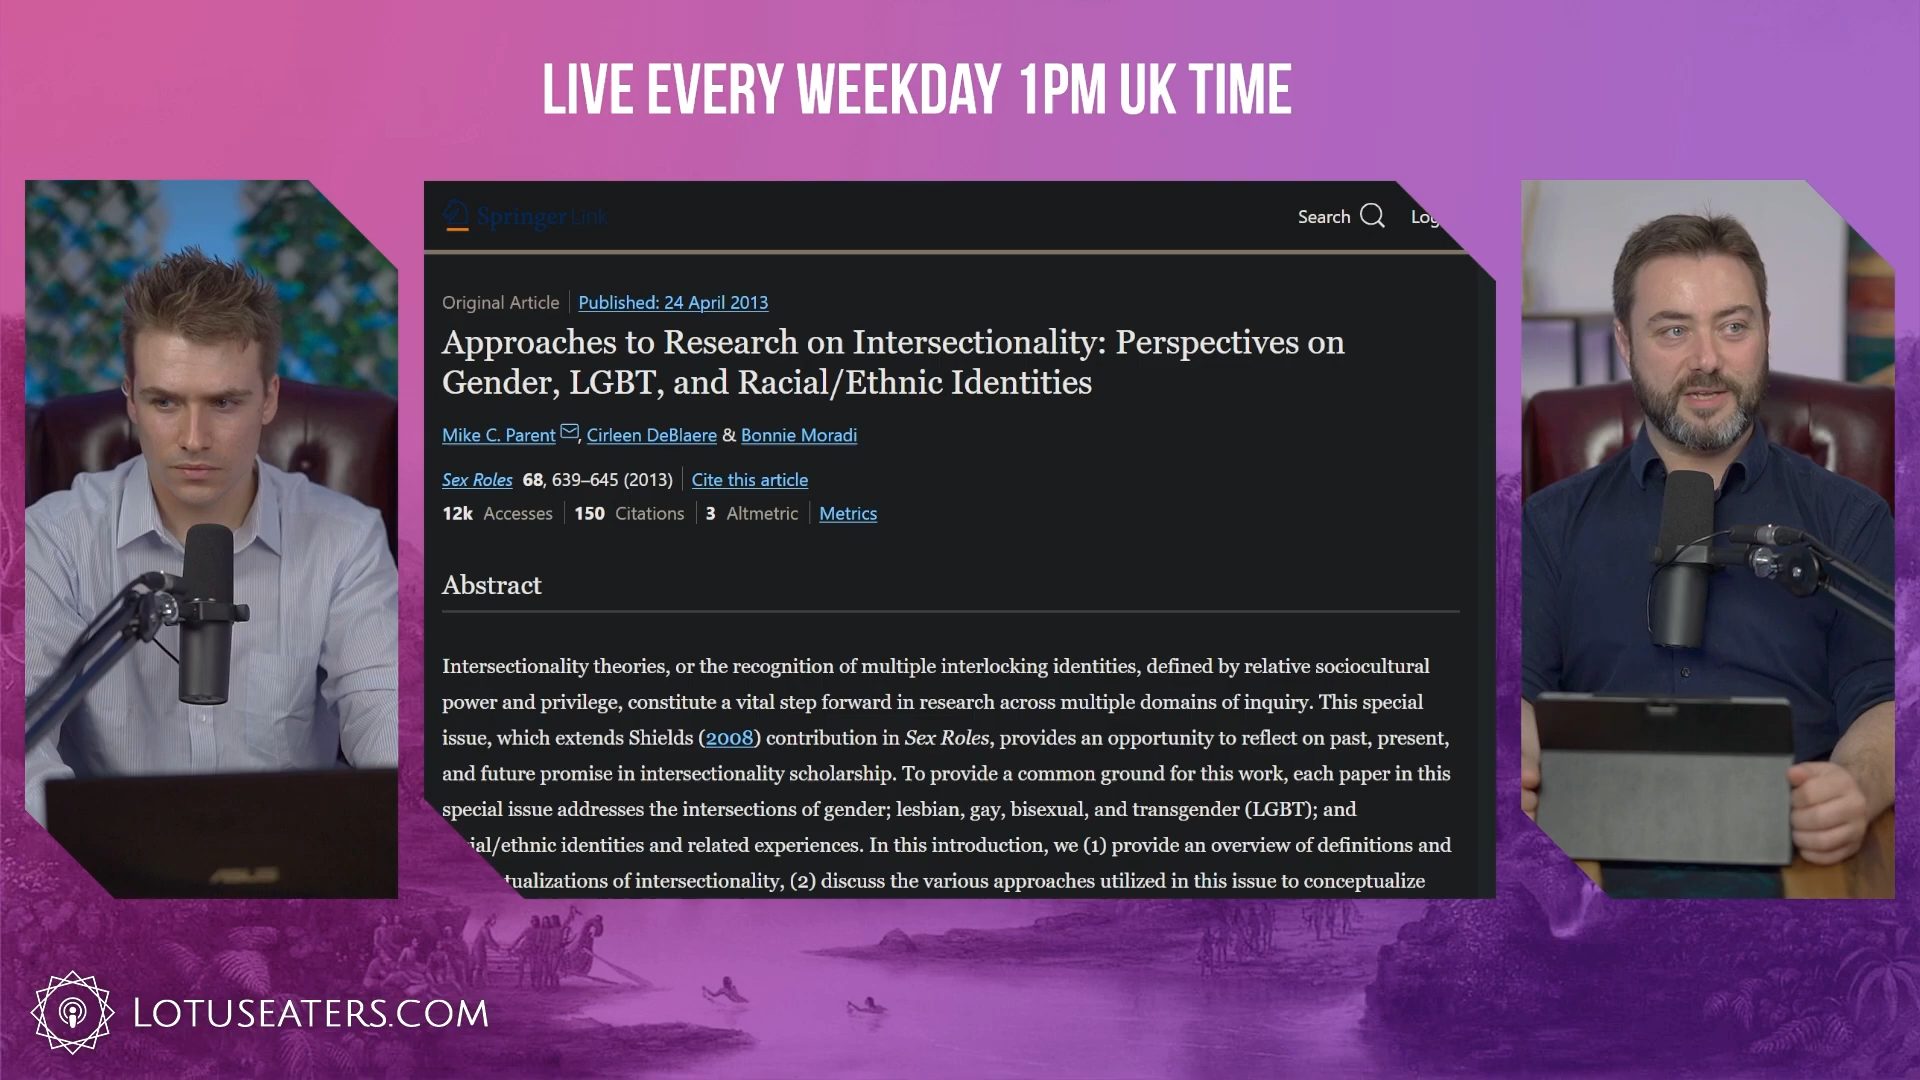 LIVE EVERY WEEKDAY 1PM UK TIME
Springer Link
Search
Original Article
Published: 24 April 2013
Approaches to Research on Intersectionality: Perspectives on
Gender, LGBT, and Racial/Ethnic Identities
Mike C. Parent, Cirleen DeBlaere & Bonnie Moradi
Sex Roles 68, 639–645 (2013) Cite this article
12k Accesses 150 Citations 3 Altmetric Metrics
Abstract
Intersectionality theories, or the recognition of multiple interlocking identities, defined by relative sociocultural
power and privilege, constitute a vital step forward in research across multiple domains of inquiry. This special
issue, which extends Shields (2008) contribution in Sex Roles, provides an opportunity to reflect on past, present,
and future promise in intersectionality scholarship. To provide a common ground for this work, each paper in this
special issue addresses the intersections of gender; lesbian, gay, bisexual, and transgender (LGBT); and
ial/ethnic identities and related experiences. In this introduction, we (1) provide an overview of definitions and
tualizations of intersectionality, (2) discuss the various approaches utilized in this issue to conceptualize
ASUS
LOTUSEATERS.COM